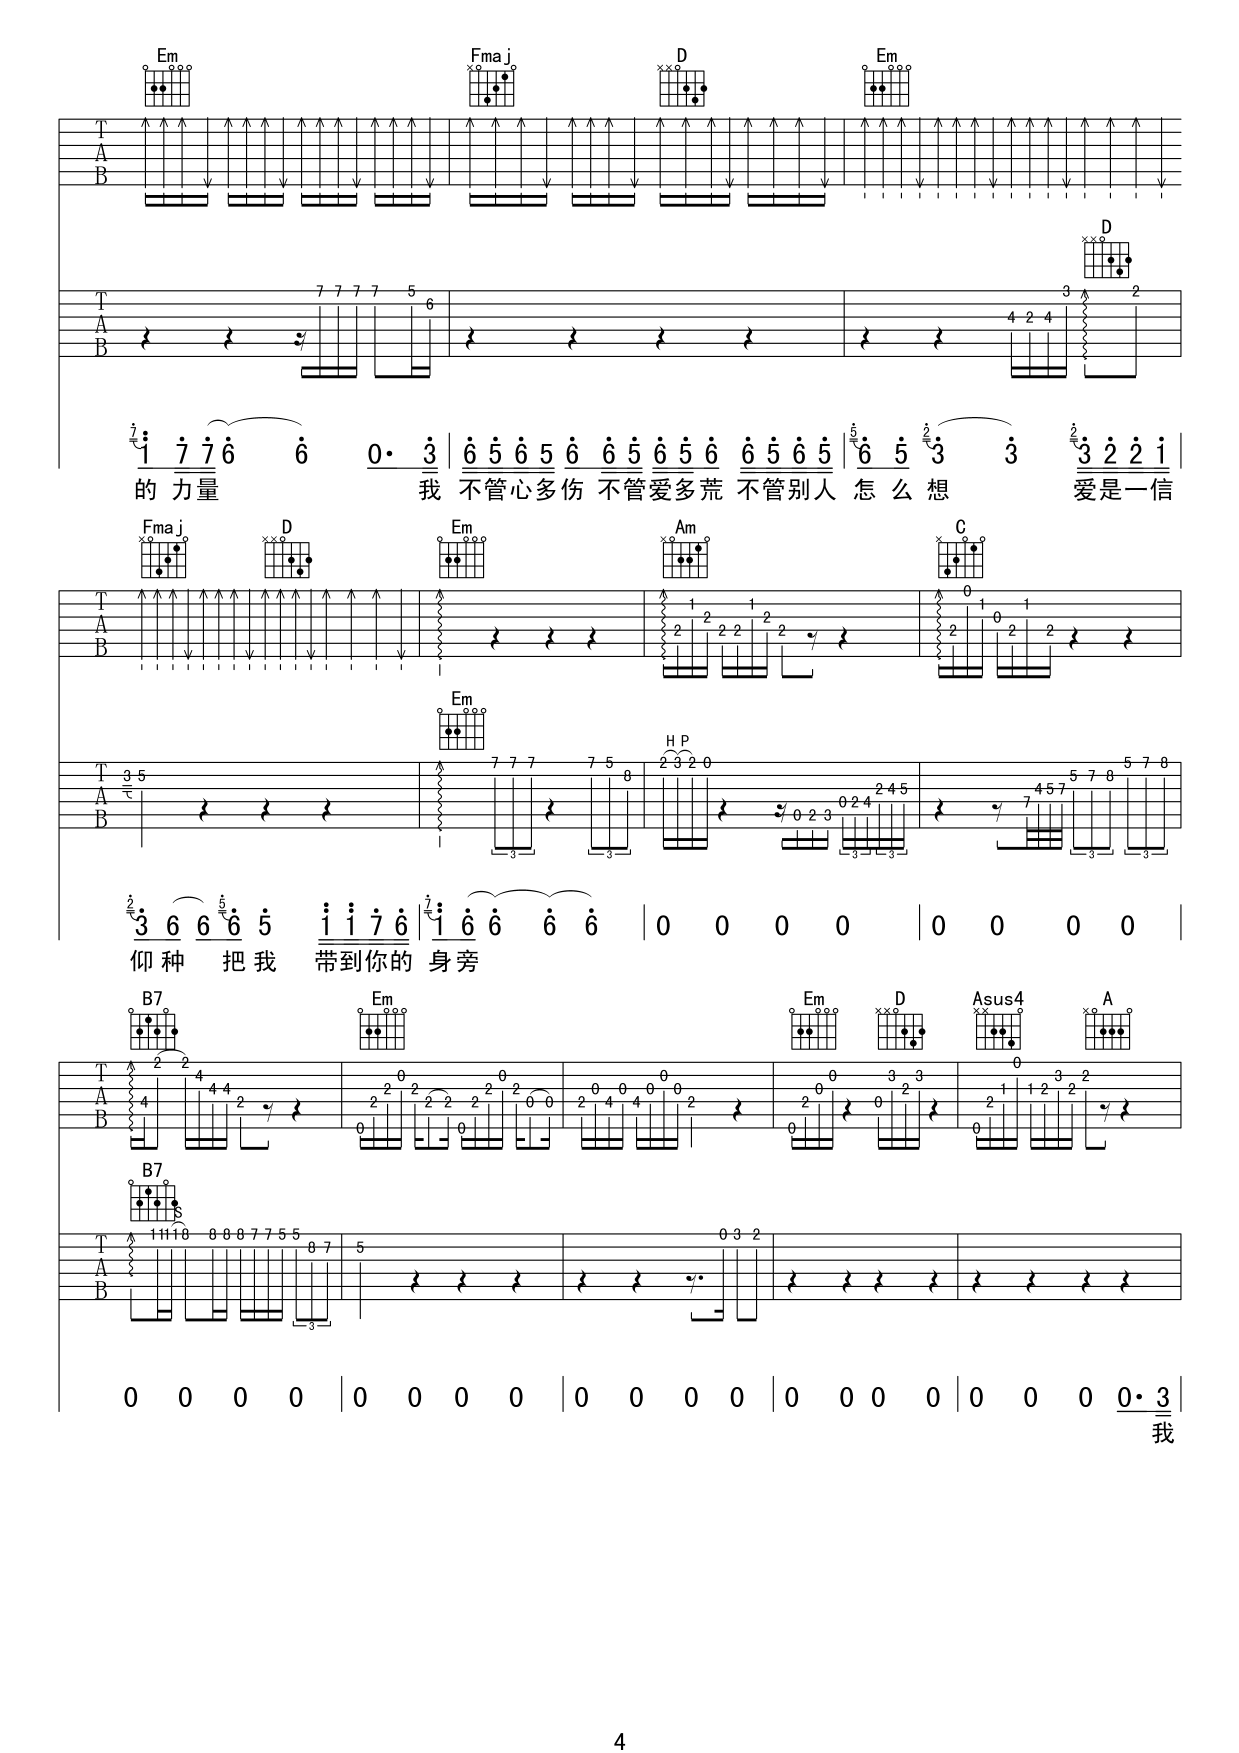 Em Fmaj D Em
T A B
D
7 7 7 7 5 6 4 2 4 3 2
T A B
7 1 7 7 6 6 0· 3 6 5 6 5 6 6 5 6 5 6 6 5 6 5 5 6 5 2 3 3 2 3 2 2 1
的 力 量 我 不管心多伤 不管爱多荒 不管别人 怎 么 想 爱是一信
Fmaj D Em Am C
T A B
2 1 2 2 2 1 2 2 2 0 1 0 2 1 2
Em
H P
T A B
3 5 7 7 7 7 5 8 2 3 2 0 0 2 3 0 2 4 2 4 5 7 4 5 7 5 7 8 5 7 8
3 3 3 3 3 3
2 3 6 6 5 6 5 1 1 7 6 7 1 6 6 6 6 0 0 0 0 0 0 0 0
仰 种 把 我 带到你的 身旁
B7 Em Em D Asus4 A
T A B
4 2 2 4 4 4 2 0 2 2 0 2 2 2 0 2 2 0 2 0 0 2 0 4 0 4 0 0 0 2 0 2 0 0 0 3 2 3 0 2 1 0 1 2 3 2 2
B7
S
T A B
11 11 11 8 8 8 8 7 7 5 5 8 7 5 0 3 2
3
0 0 0 0 0 0 0 0 0 0 0 0 0 0 0 0 0 0 0 0· 3
我
4